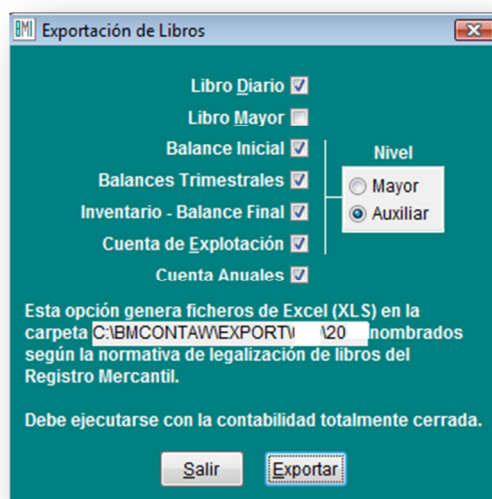 BMI Exportación de Libros
Libro Diario
Libro Mayor
Balance Inicial
Nivel
Balances Trimestrales
Mayor
Inventario - Balance Final
Auxiliar
Cuenta de Explotación
Cuenta Anuales
Esta opción genera ficheros de Excel (XLS) en la
carpeta C:\BMCONTAW\EXPORT\ \20 nombrados
según la normativa de legalización de libros del
Registro Mercantil.
Debe ejecutarse con la contabilidad totalmente cerrada.
Salir
Exportar